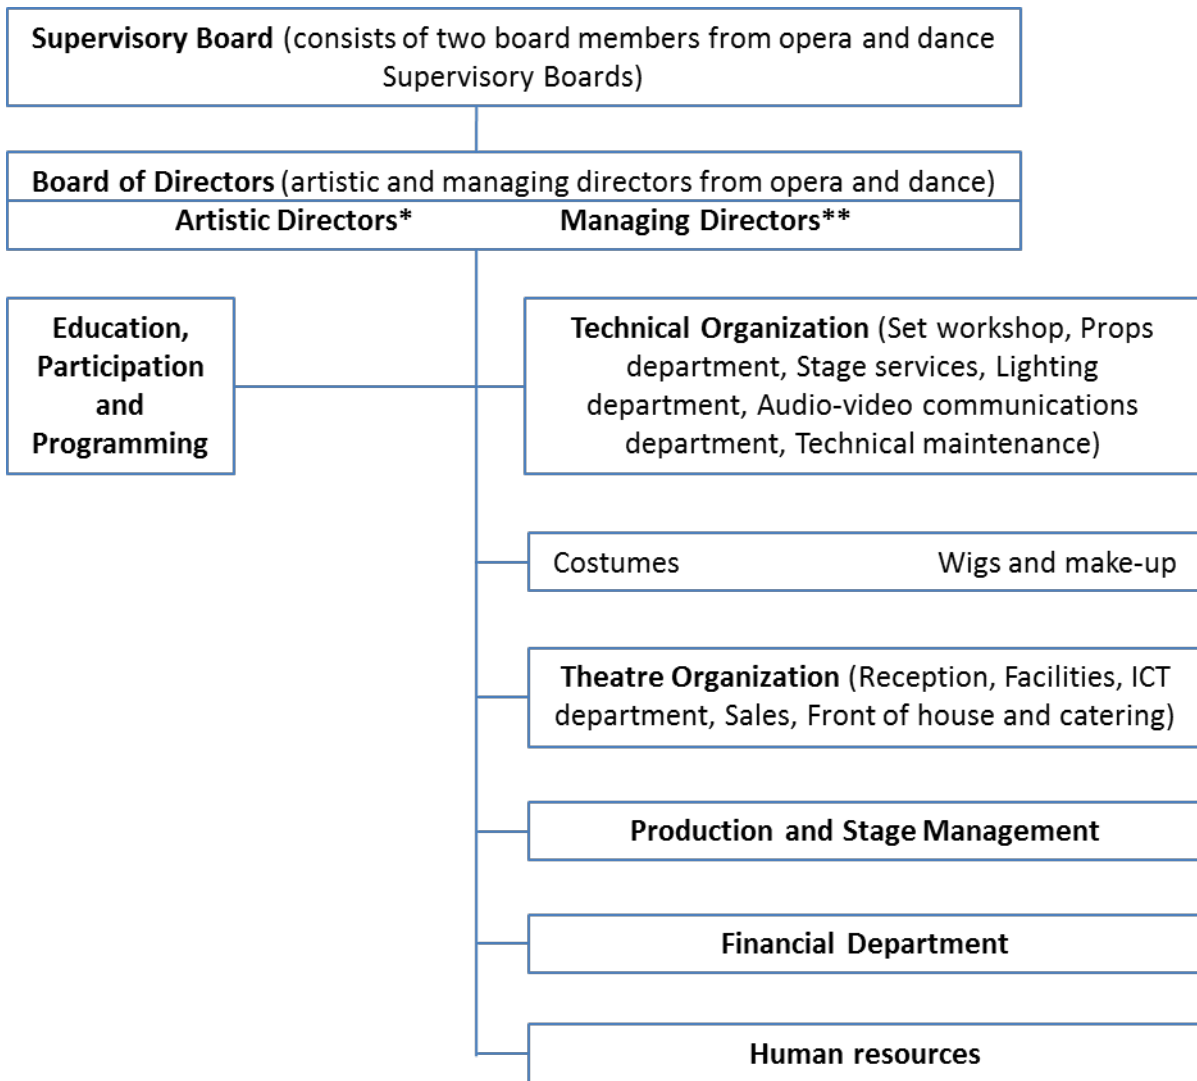 Supervisory Board (consists of two board members from opera and dance
Supervisory Boards)
Board of Directors (artistic and managing directors from opera and dance)
Artistic Directors* Managing Directors**
Education,
Participation
and
Programming
Technical Organization (Set workshop, Props
department, Stage services, Lighting
department, Audio-video communications
department, Technical maintenance)
Costumes Wigs and make-up
Theatre Organization (Reception, Facilities, ICT
department, Sales, Front of house and catering)
Production and Stage Management
Financial Department
Human resources